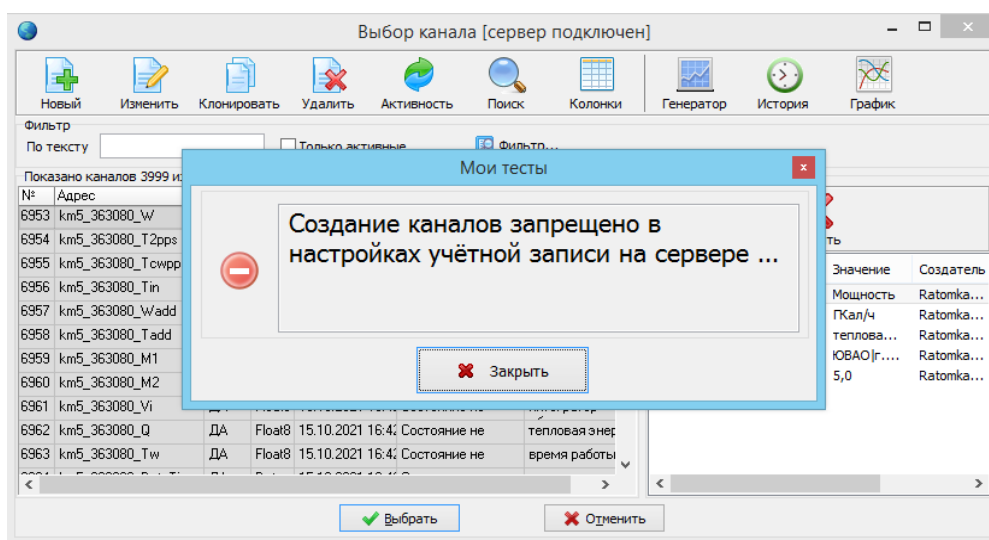 Выбор канала [сервер подключен]
Новый Изменить Клонировать Удалить Активность Поиск Колонки Генератор История График
Фильтр
По тексту Только активные Фильтр...
Мои тесты
Показано каналов 3999 из
№ Адрес
6953 km5_363080_W
6954 km5_363080_T2pps
6955 km5_363080_Tcwpp
6956 km5_363080_Tin
6957 km5_363080_Wadd
6958 km5_363080_Tadd
6959 km5_363080_M1
6960 km5_363080_M2
6961 km5_363080_Vi
6962 km5_363080_Q ДА Float8 15.10.2021 16:42 Состояние не тепловая энер
6963 km5_363080_Tw ДА Float8 15.10.2021 16:42 Состояние не время работы
Создание каналов запрещено в
настройках учётной записи на сервере ...
Закрыть
Значение Создатель
Мощность Ratomka...
ГКал/ч Ratomka...
теплова... Ratomka...
ЮВАО|г.... Ratomka...
5,0 Ratomka...
Выбрать Отменить